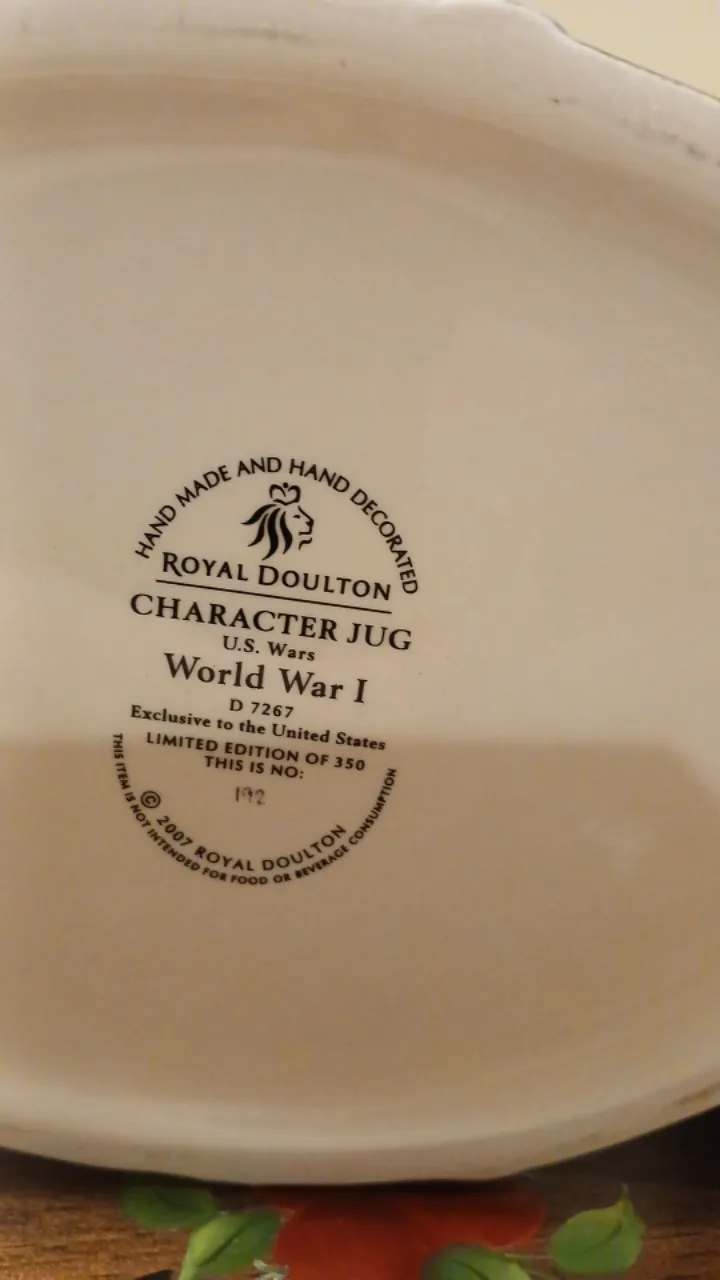 HAND MADE AND HAND DECORATED
ROYAL DOULTON
CHARACTER JUG
U.S. Wars
World War I
D 7267
Exclusive to the United States
LIMITED EDITION OF 350
THIS IS NO:
192
© 2007 ROYAL DOULTON
THIS ITEM IS NOT INTENDED FOR FOOD OR BEVERAGE CONSUMPTION